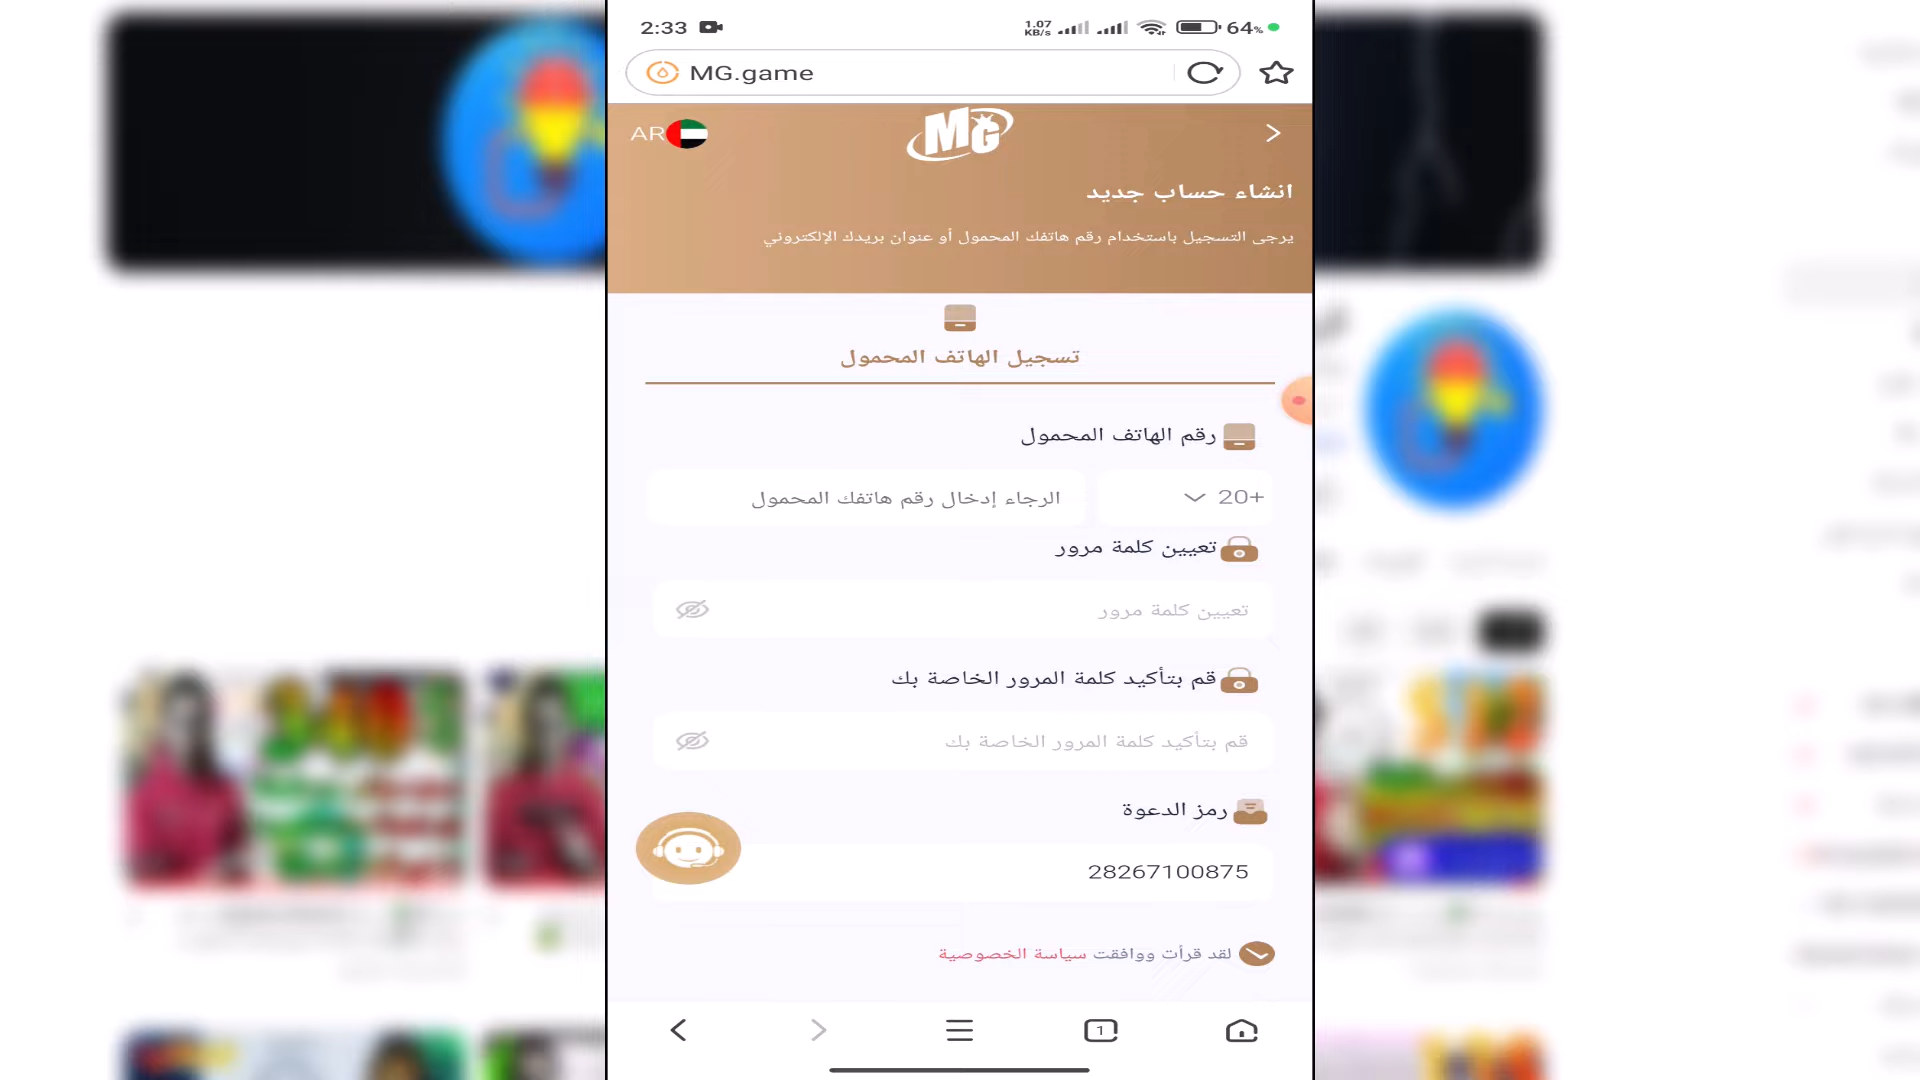 2:33
1.07 KB/s
64%
MG.game
AR
MG
انشاء حساب جديد
يرجى التسجيل باستخدام رقم هاتفك المحمول أو عنوان بريدك الإلكتروني
تسجيل الهاتف المحمول
رقم الهاتف المحمول
20+
الرجاء إدخال رقم هاتفك المحمول
تعيين كلمة مرور
تعيين كلمة مرور
قم بتأكيد كلمة المرور الخاصة بك
قم بتأكيد كلمة المرور الخاصة بك
رمز الدعوة
28267100875
لقد قرأت ووافقت سياسة الخصوصية
1